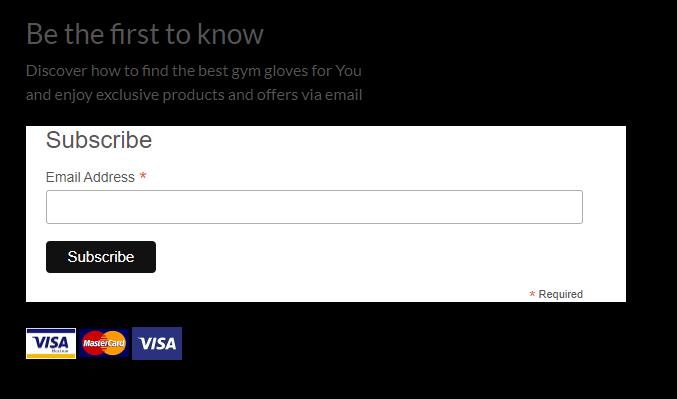 Be the first to know
Discover how to find the best gym gloves for You
and enjoy exclusive products and offers via email
Subscribe
Email Address *
Subscribe
* Required
VISA MasterCard VISA